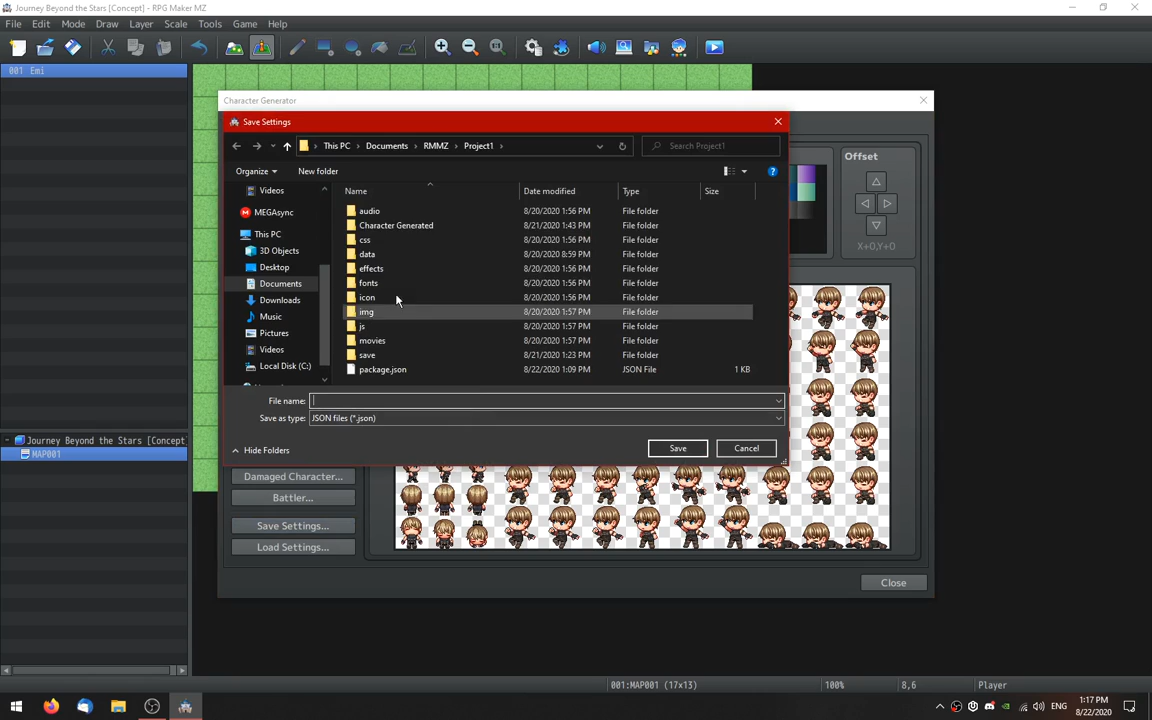 Journey Beyond the Stars [Concept] - RPG Maker MZ
File Edit Mode Draw Layer Scale Tools Game Help
001 Emi
Character Generator
Save Settings
This PC > Documents > RMMZ > Project1 >
Search Project1
Organize
New folder
Name Date modified Type Size
Videos
MEGAsync
This PC
3D Objects
Desktop
Documents
Downloads
Music
Pictures
Videos
Local Disk (C:)
audio 8/20/2020 1:56 PM File folder
Character Generated 8/21/2020 1:43 PM File folder
css 8/20/2020 1:56 PM File folder
data 8/20/2020 8:59 PM File folder
effects 8/20/2020 1:56 PM File folder
fonts 8/20/2020 1:56 PM File folder
icon 8/20/2020 1:56 PM File folder
img 8/20/2020 1:57 PM File folder
js 8/20/2020 1:57 PM File folder
movies 8/20/2020 1:57 PM File folder
save 8/21/2020 1:23 PM File folder
package.json 8/22/2020 1:09 PM JSON File 1 KB
File name:
Save as type: JSON files (*.json)
Hide Folders
Save
Cancel
Offset
X+0,Y+0
Journey Beyond the Stars [Concept
MAP001
Damaged Character...
Battler...
Save Settings...
Load Settings...
Close
001:MAP001 (17×13) 100% 8,6 Player
ENG
1:17 PM
8/22/2020